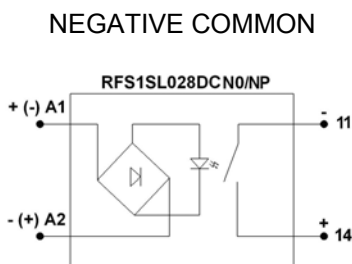 NEGATIVE COMMON
RFS1SL028DCN0/NP
+ (-) A1
- 11
- (+) A2
+ 14